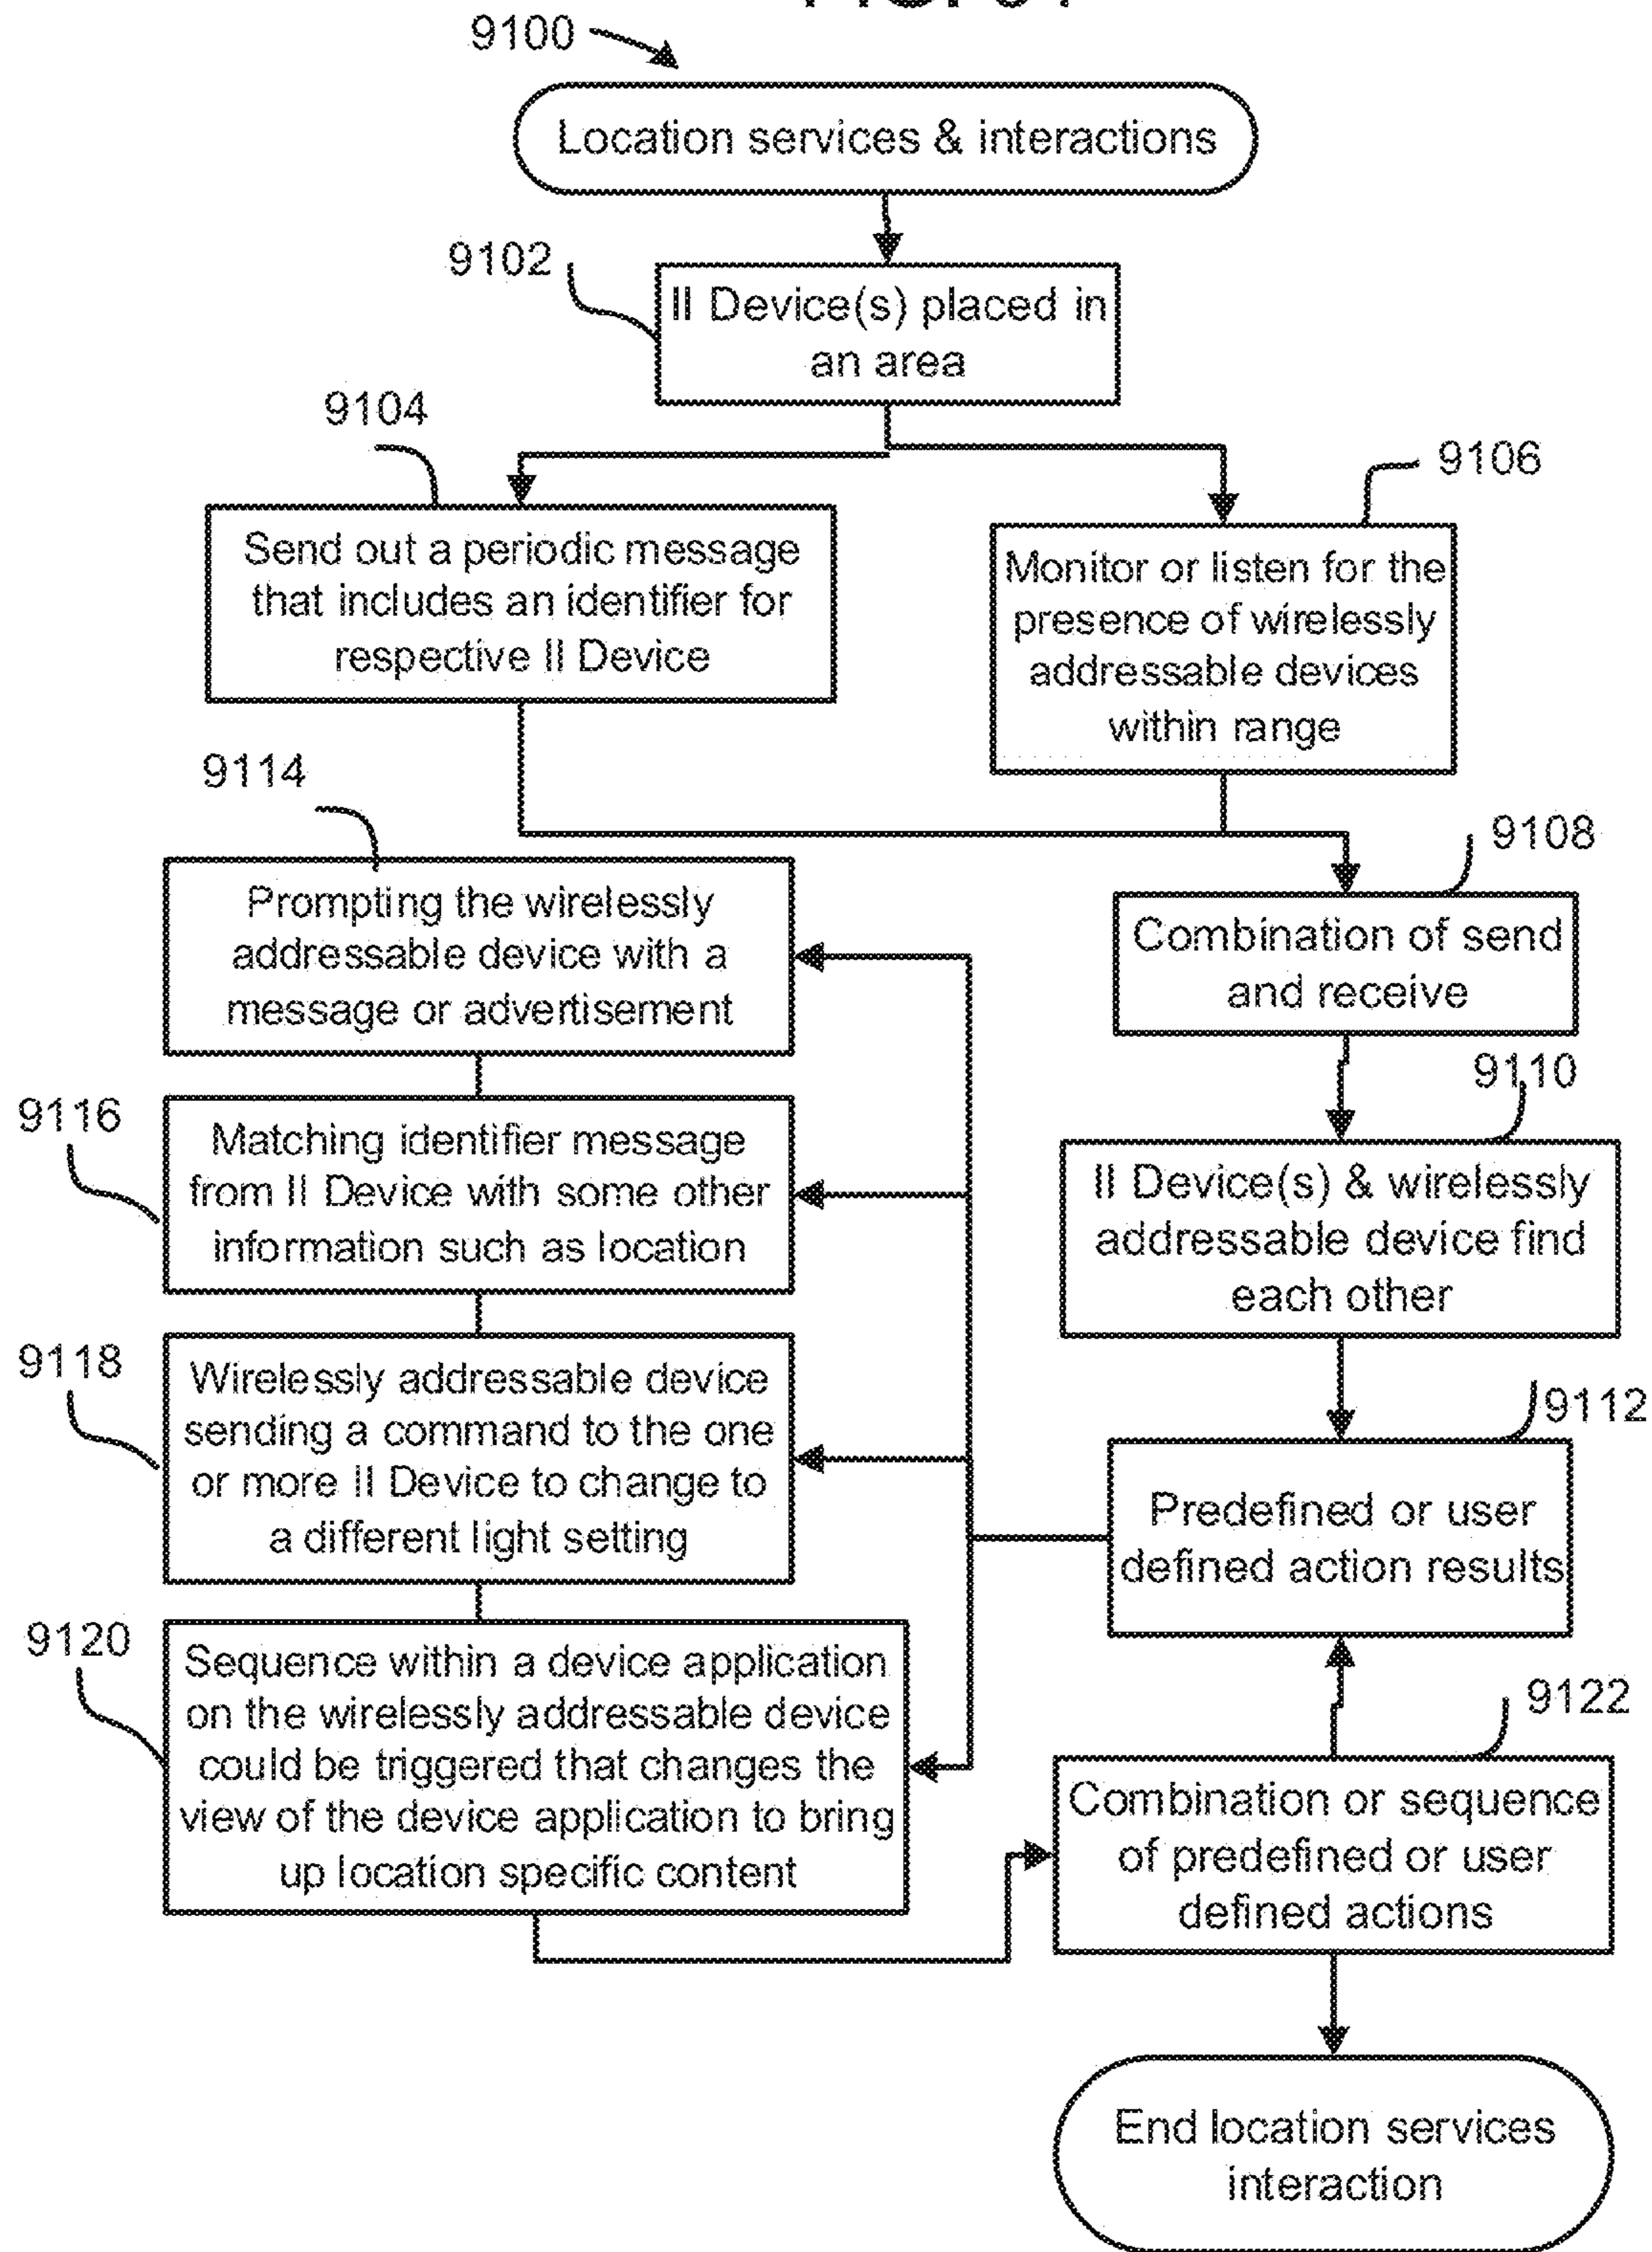 9100
Location services & interactions
9102
II Device(s) placed in
an area
9104
9106
Send out a periodic message
that includes an identifier for
respective II Device
Monitor or listen for the
presence of wirelessly
addressable devices
within range
9114
9108
Prompting the wirelessly
addressable device with a
message or advertisement
Combination of send
and receive
9110
9116
Matching identifier message
from II Device with some other
information such as location
II Device(s) & wirelessly
addressable device find
each other
9118
9112
Wirelessly addressable device
sending a command to the one
or more II Device to change to
a different light setting
Predefined or user
defined action results
9120
Sequence within a device application
on the wirelessly addressable device
could be triggered that changes the
view of the device application to bring
up location specific content
9122
Combination or sequence
of predefined or user
defined actions
End location services
interaction